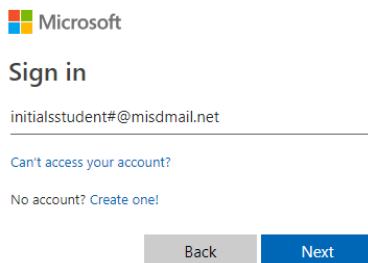 Microsoft
Sign in
initialsstudent#@misdmail.net
Can't access your account?
No account? Create one!
Back Next